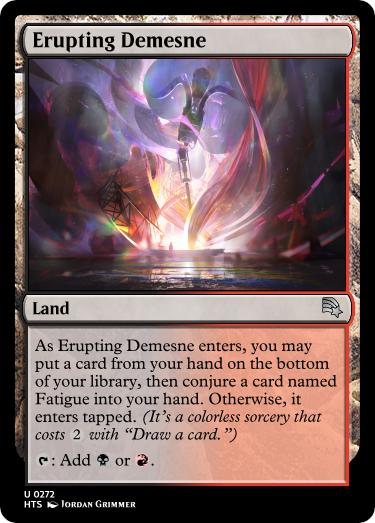 Erupting Demesne
Land
As Erupting Demesne enters, you may
put a card from your hand on the bottom
of your library, then conjure a card named
Fatigue into your hand. Otherwise, it
enters tapped. (It's a colorless sorcery that
costs 2 with “Draw a card.”)
: Add or .
U 0272
HTS JORDAN GRIMMER